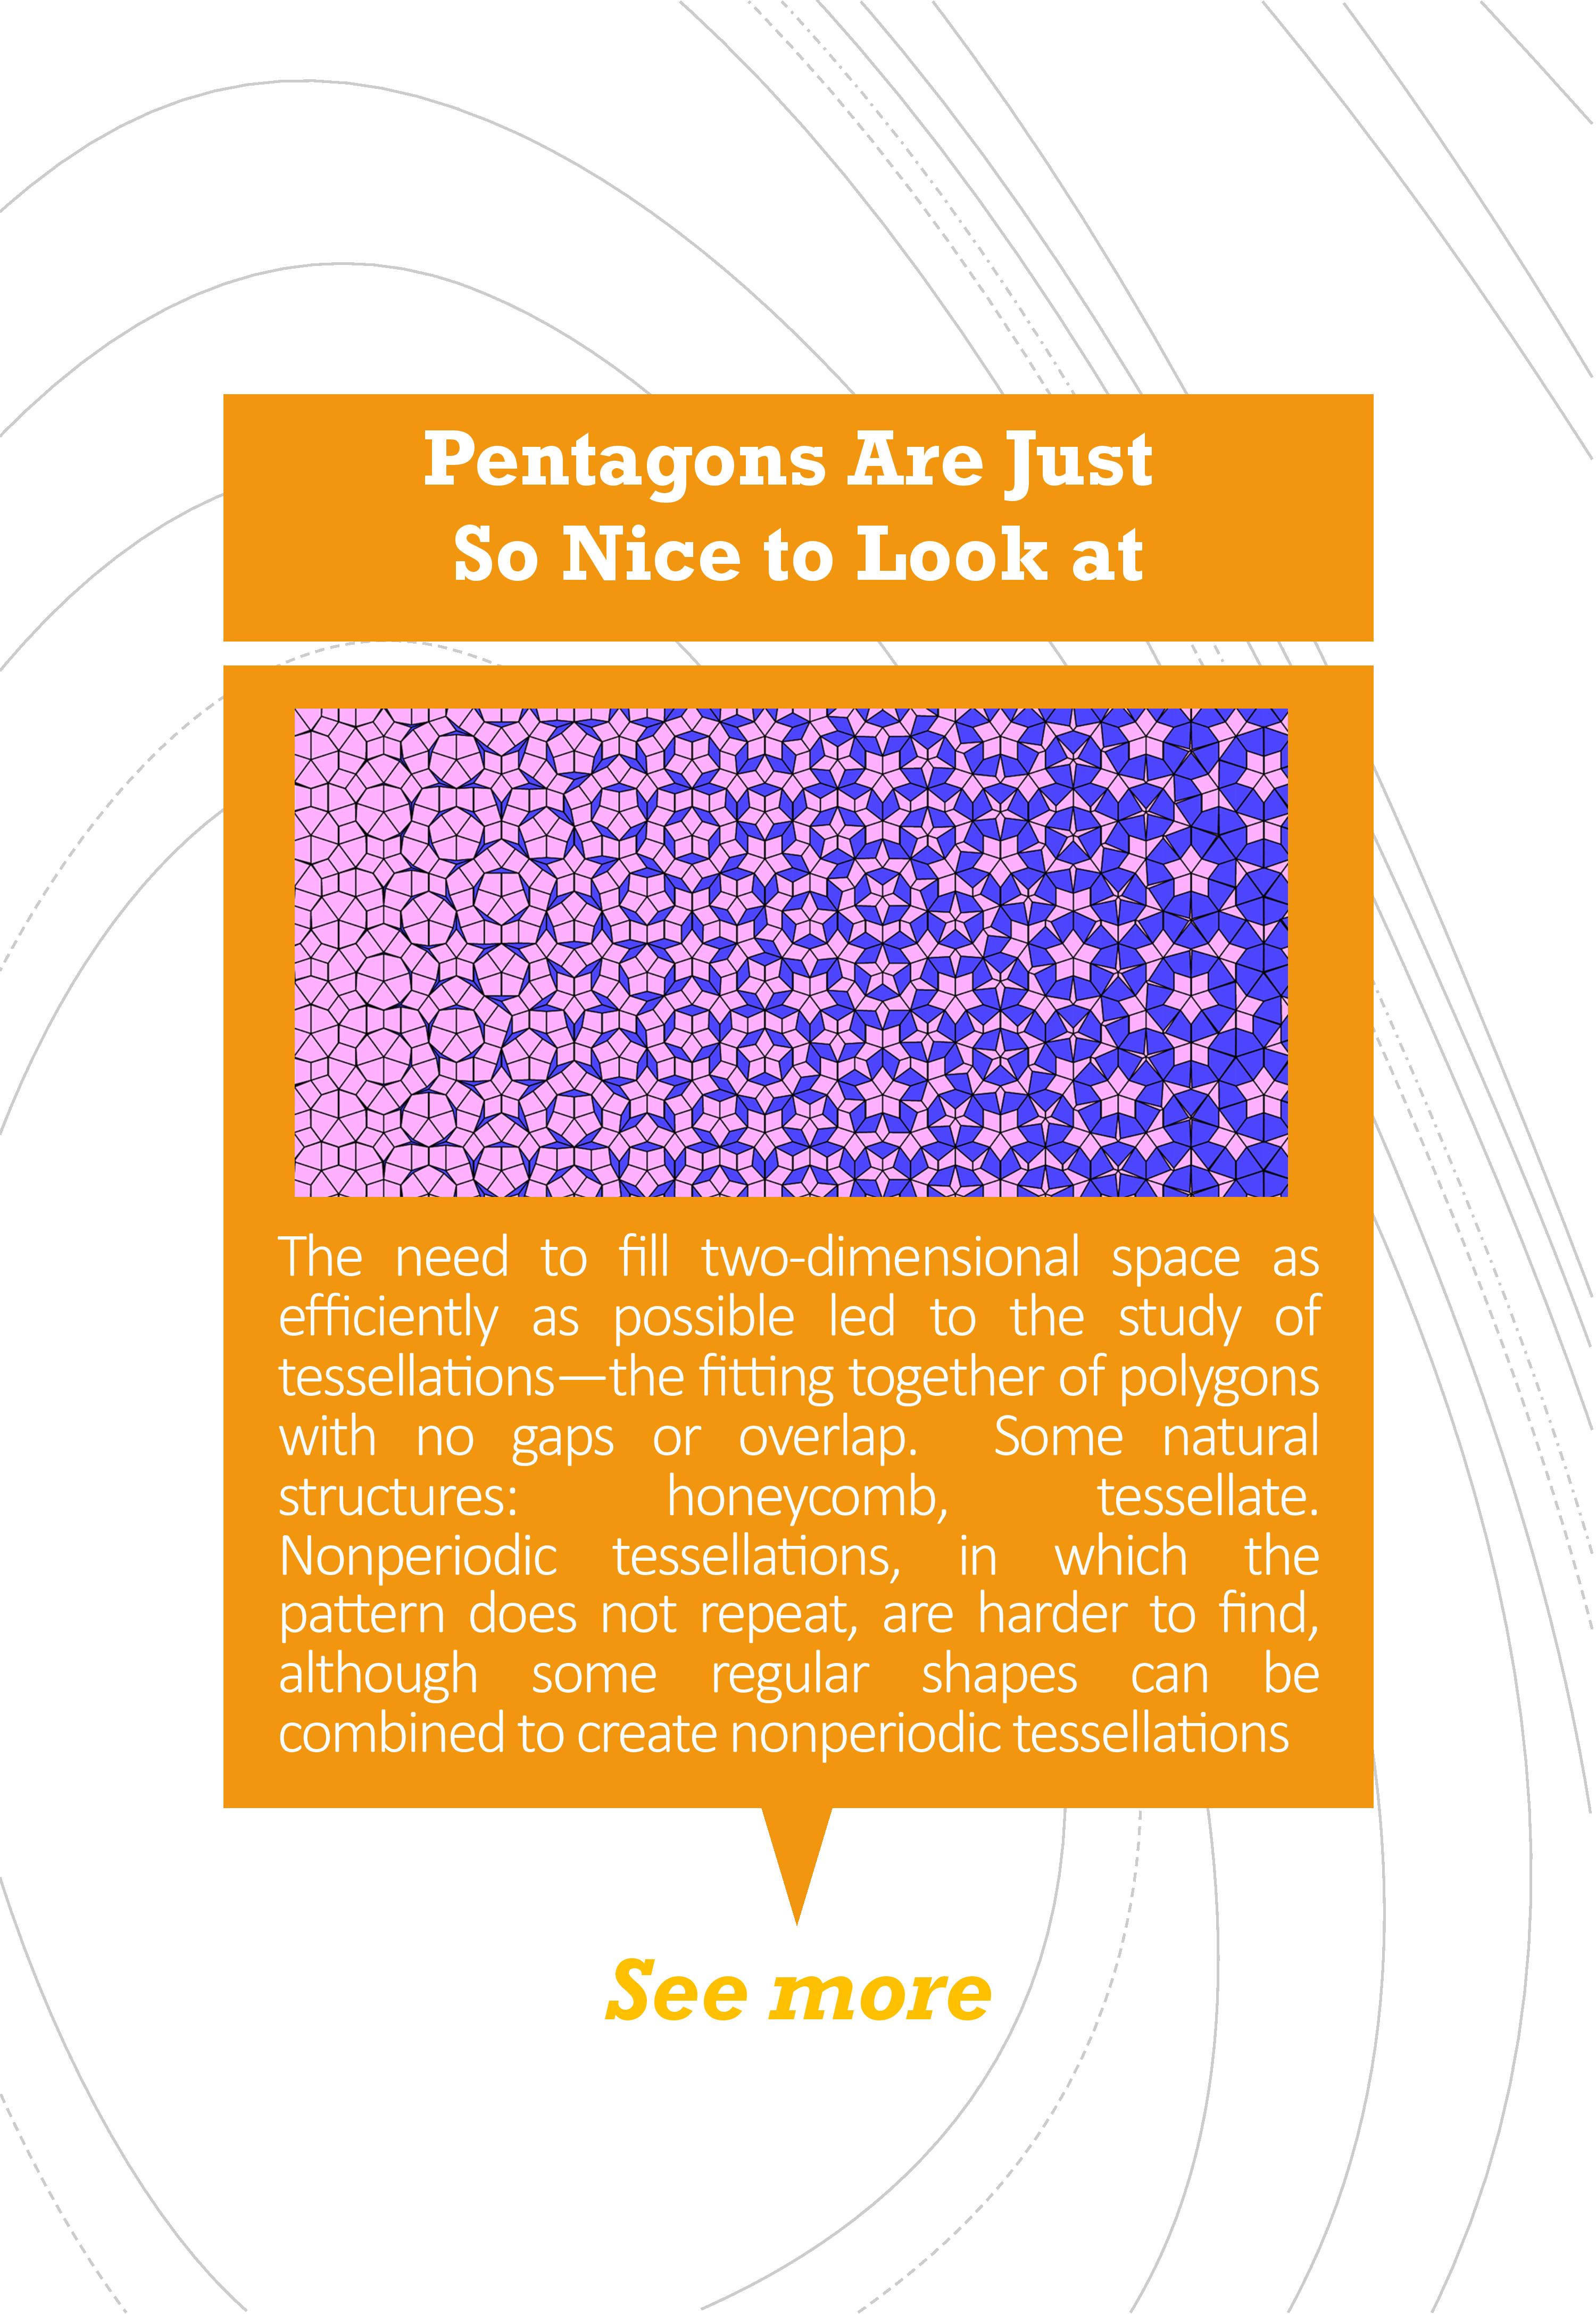 Pentagons Are Just
So Nice to Look at
The need to fill two-dimensional space as
efficiently as possible led to the study of
tessellations—the fitting together of polygons
with no gaps or overlap. Some natural
structures: honeycomb, tessellate.
Nonperiodic tessellations, in which the
pattern does not repeat, are harder to find,
although some regular shapes can be
combined to create nonperiodic tessellations
See more